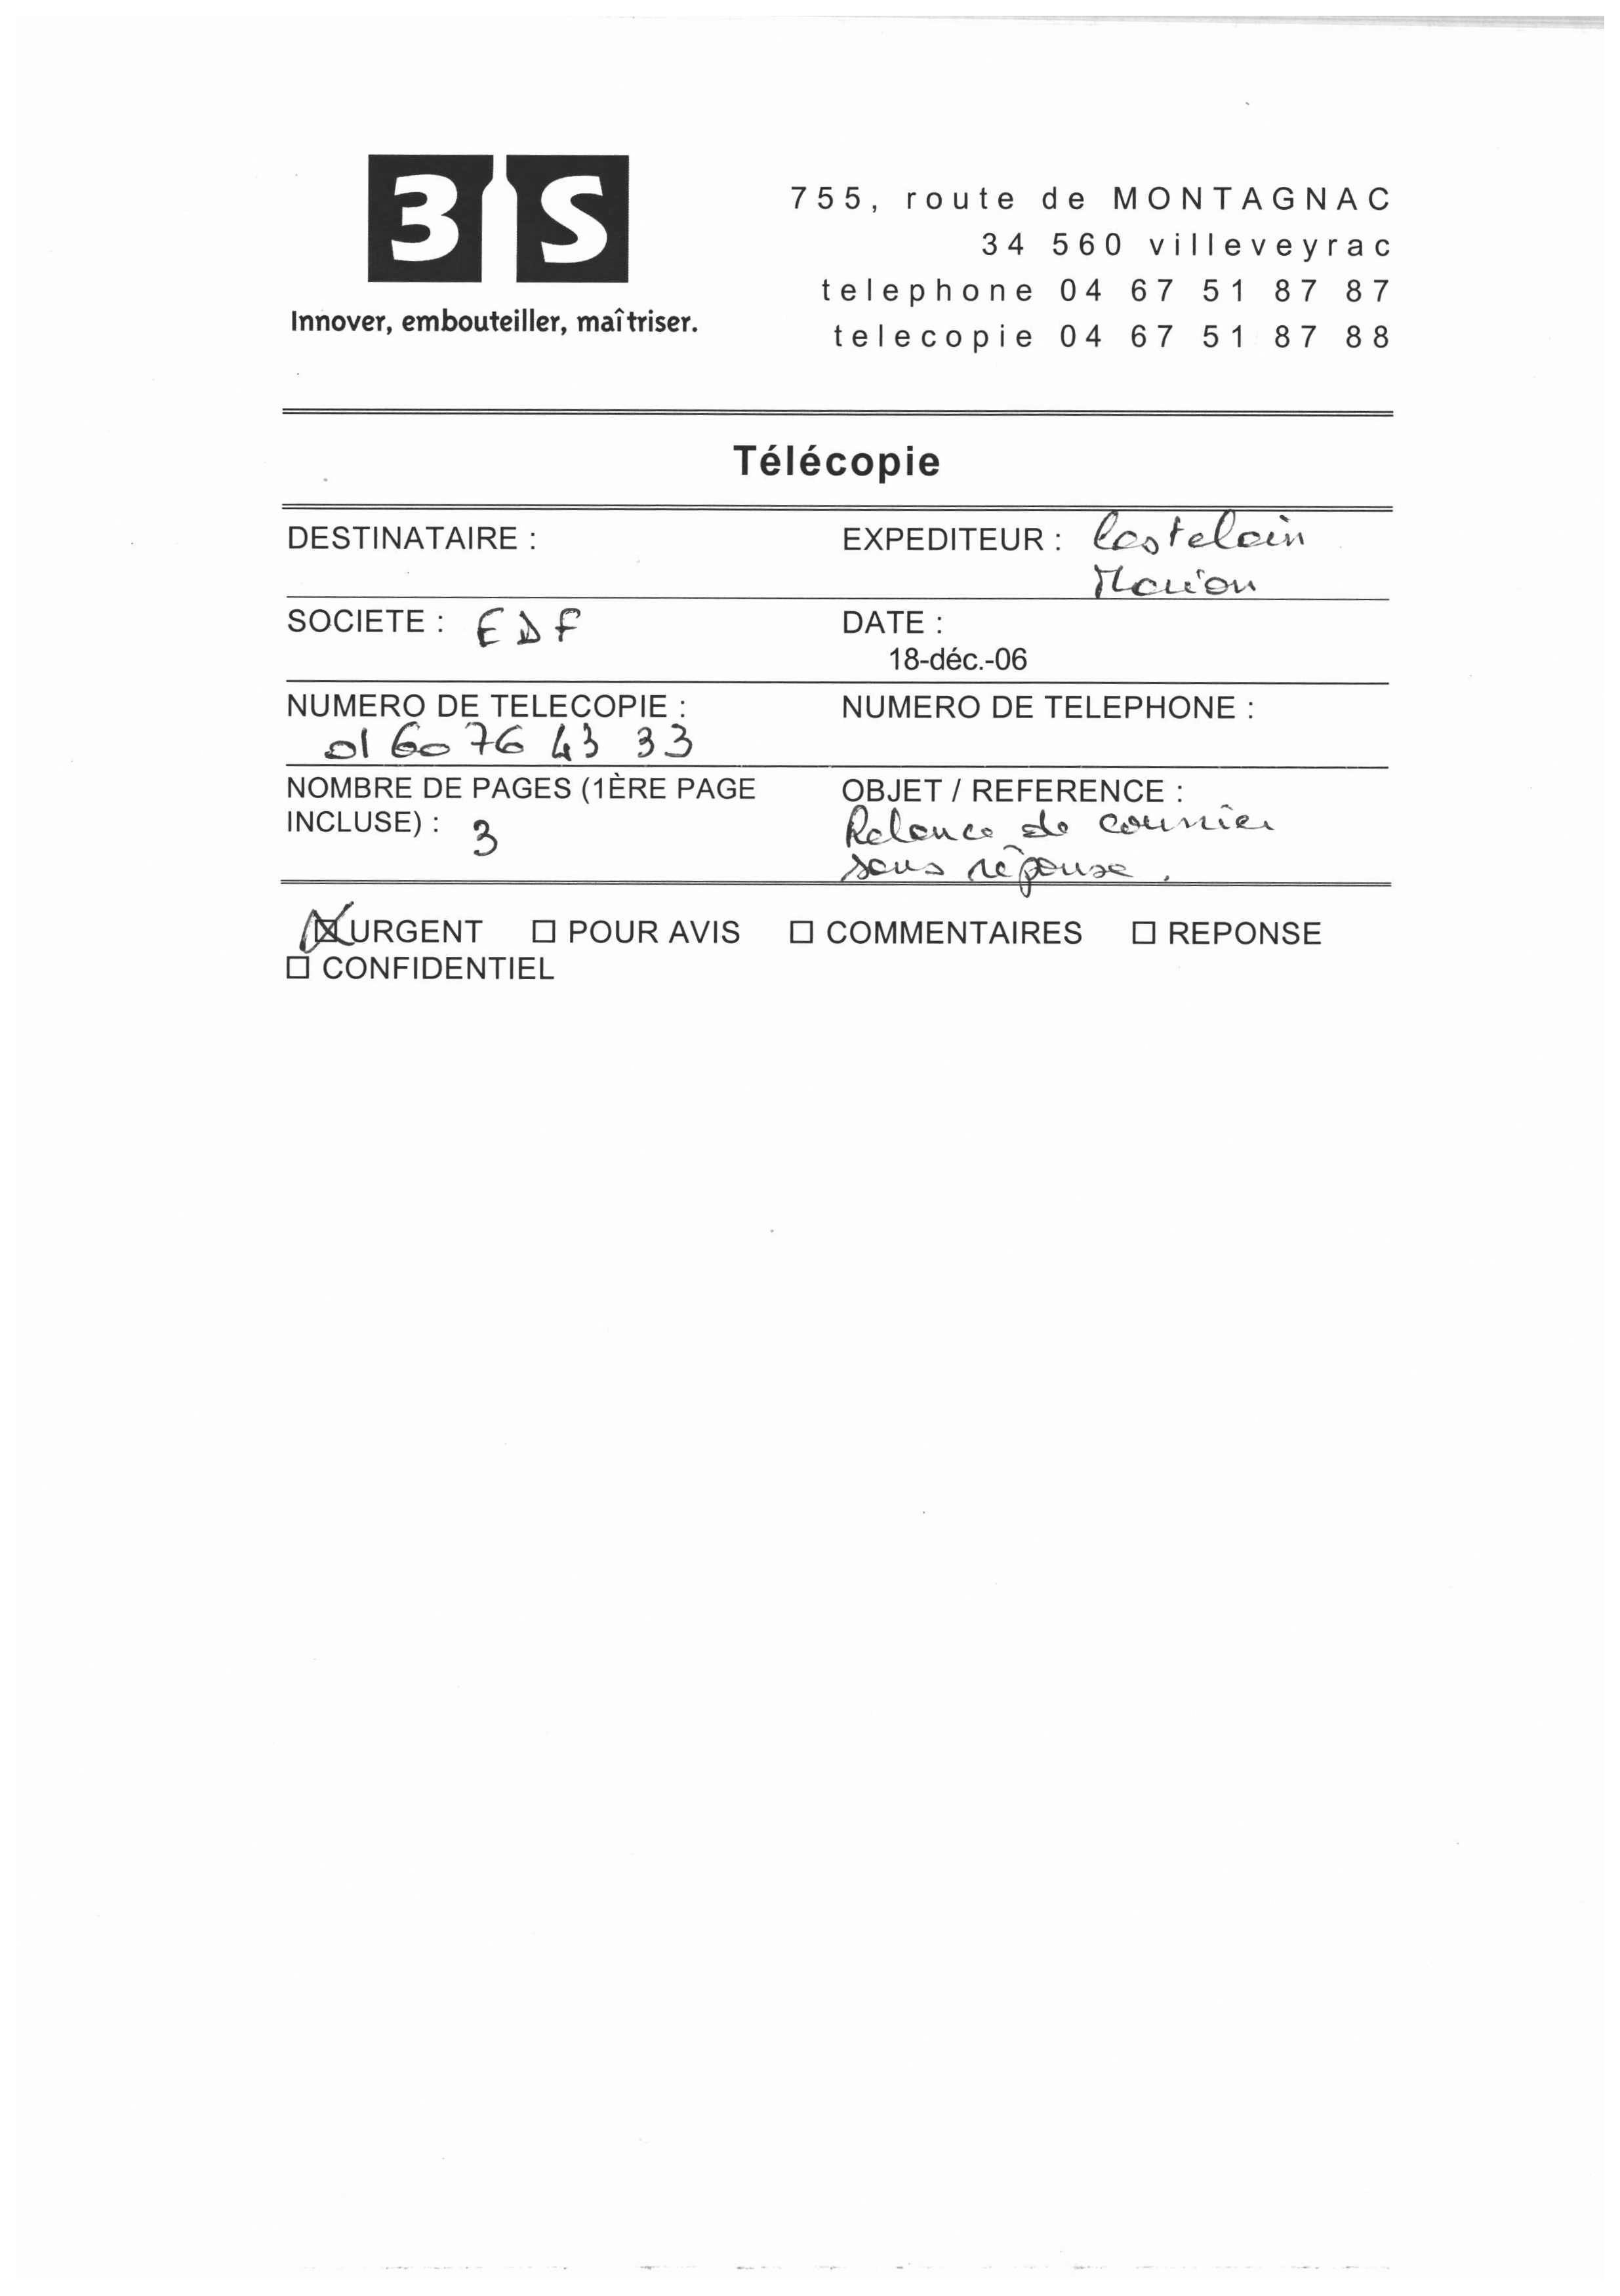 3 S
Innover, embouteiller, maîtriser.
755, route de MONTAGNAC
34 560 villeveyrac
telephone 04 67 51 87 87
telecopie 04 67 51 87 88
Télécopie
DESTINATAIRE :
EXPEDITEUR : Castelain
Marion
SOCIETE : EDF
DATE :
18-déc.-06
NUMERO DE TELECOPIE :
01 60 76 43 33
NUMERO DE TELEPHONE :
NOMBRE DE PAGES (1ÈRE PAGE
INCLUSE) : 3
OBJET / REFERENCE :
Relance de courrier
sans réponse.
URGENT POUR AVIS COMMENTAIRES REPONSE
CONFIDENTIEL